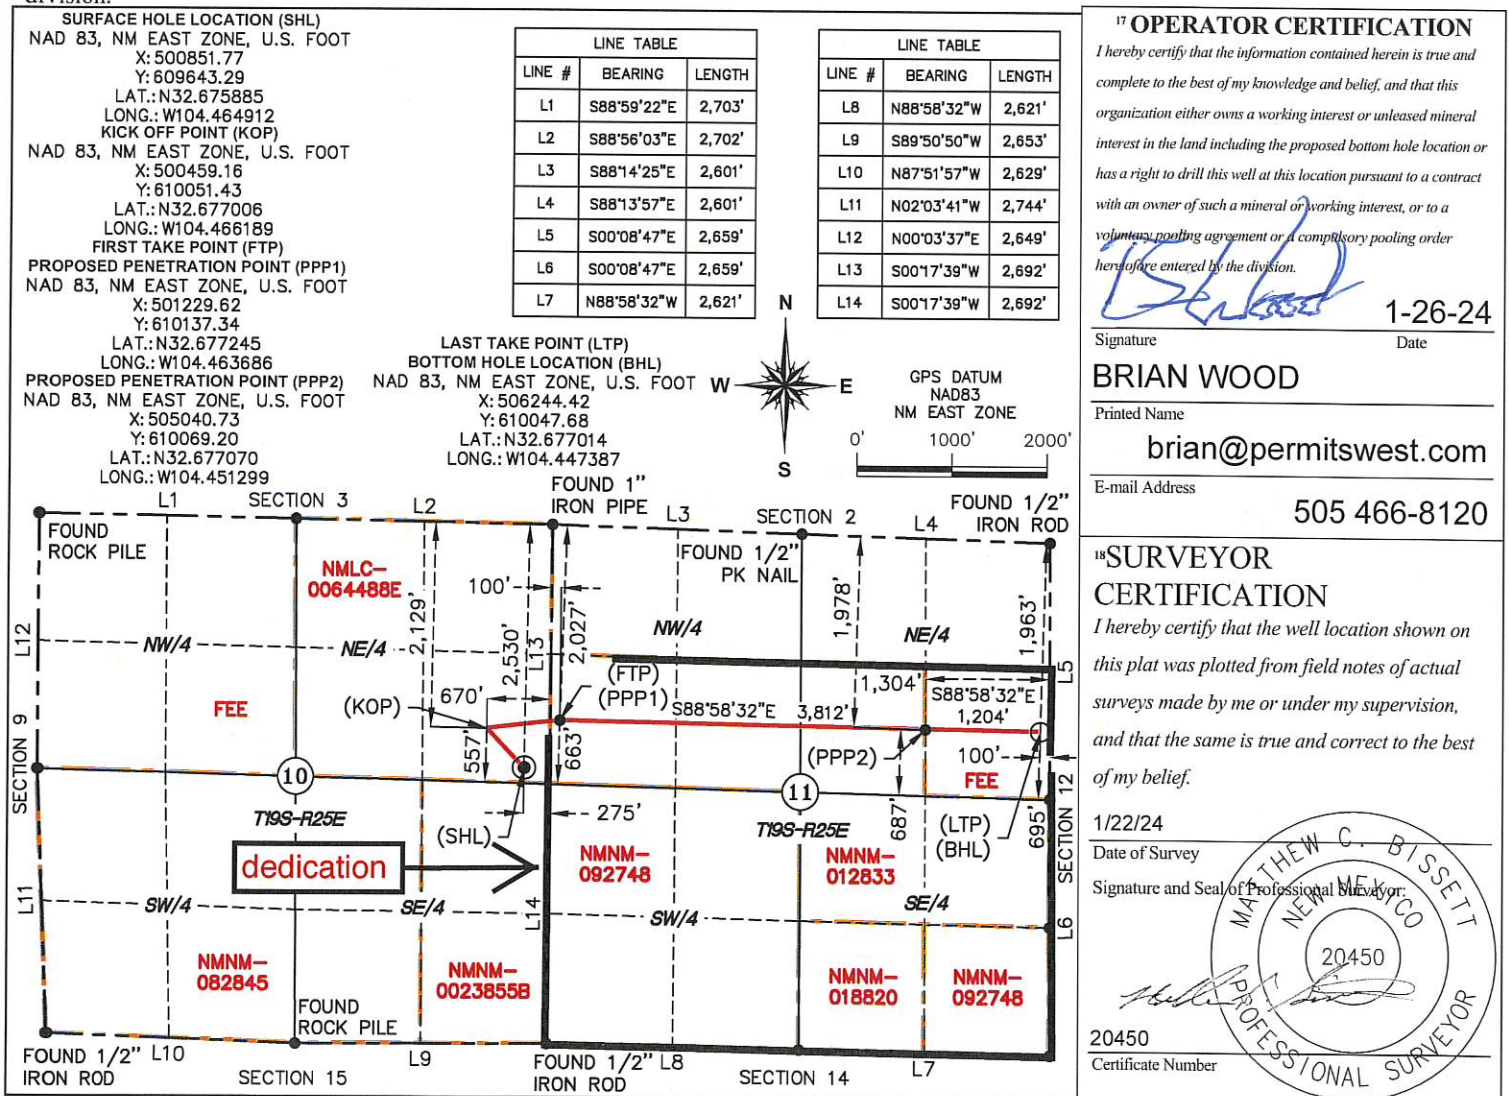 division.
SURFACE HOLE LOCATION (SHL)
NAD 83, NM EAST ZONE, U.S. FOOT
X: 500851.77
Y: 609643.29
LAT.: N32.675885
LONG.: W104.464912
KICK OFF POINT (KOP)
NAD 83, NM EAST ZONE, U.S. FOOT
X: 500459.16
Y: 610051.43
LAT.: N32.677006
LONG.: W104.466189
FIRST TAKE POINT (FTP)
PROPOSED PENETRATION POINT (PPP1)
NAD 83, NM EAST ZONE, U.S. FOOT
X: 501229.62
Y: 610137.34
LAT.: N32.677245
LONG.: W104.463686
PROPOSED PENETRATION POINT (PPP2)
NAD 83, NM EAST ZONE, U.S. FOOT
X: 505040.73
Y: 610069.20
LAT.: N32.677070
LONG.: W104.451299
LINE TABLE
LINE # BEARING LENGTH
L1 S88°59'22"E 2,703'
L2 S88°56'03"E 2,702'
L3 S88°14'25"E 2,601'
L4 S88°13'57"E 2,601'
L5 S00°08'47"E 2,659'
L6 S00°08'47"E 2,659'
L7 N88°58'32"W 2,621'
LINE TABLE
LINE # BEARING LENGTH
L8 N88°58'32"W 2,621'
L9 S89°50'50"W 2,653'
L10 N87°51'57"W 2,629'
L11 N02°03'41"W 2,744'
L12 N00°03'37"E 2,649'
L13 S00°17'39"W 2,692'
L14 S00°17'39"W 2,692'
LAST TAKE POINT (LTP)
BOTTOM HOLE LOCATION (BHL)
NAD 83, NM EAST ZONE, U.S. FOOT
X: 506244.42
Y: 610047.68
LAT.: N32.677014
LONG.: W104.447387
N
W E
S
GPS DATUM
NAD83
NM EAST ZONE
0' 1000' 2000'
L1 SECTION 3 L2
FOUND 1"
IRON PIPE
L3 SECTION 2 L4
FOUND 1/2"
IRON ROD
FOUND
ROCK PILE
FOUND 1/2"
PK NAIL
NMLC-
0064488E
100'
2,129'
2,530'
L13
2,027'
1,978'
1,963'
L12
NW/4 NE/4 NW/4 NE/4
L5
FEE
(KOP)
670'
(FTP)
(PPP1)
S88°58'32"E 3,812'
1,304'
S88°58'32"E
1,204'
557'
663'
(PPP2)
100'
FEE
SECTION 9
10
T19S-R25E
11
T19S-R25E
(SHL)
275'
687'
(LTP)
(BHL)
695'
SECTION 12
dedication
NMNM-
092748
NMNM-
012833
L11
SW/4 SE/4
L14
SW/4 SE/4
L6
NMNM-
082845
NMNM-
0023855B
NMNM-
018820
NMNM-
092748
FOUND
ROCK PILE
FOUND 1/2"
IRON ROD
L10 SECTION 15 L9
FOUND 1/2"
IRON ROD
L8 SECTION 14 L7
17 OPERATOR CERTIFICATION
I hereby certify that the information contained herein is true and
complete to the best of my knowledge and belief, and that this
organization either owns a working interest or unleased mineral
interest in the land including the proposed bottom hole location or
has a right to drill this well at this location pursuant to a contract
with an owner of such a mineral or working interest, or to a
voluntary pooling agreement or a compulsory pooling order
heretofore entered by the division.
1-26-24
Signature Date
BRIAN WOOD
Printed Name
brian@permitswest.com
E-mail Address
505 466-8120
18 SURVEYOR
CERTIFICATION
I hereby certify that the well location shown on
this plat was plotted from field notes of actual
surveys made by me or under my supervision,
and that the same is true and correct to the best
of my belief.
1/22/24
Date of Survey
Signature and Seal of Professional Surveyor:
MATTHEW C. BISSETT
NEW MEXICO
20450
PROFESSIONAL SURVEYOR
20450
Certificate Number